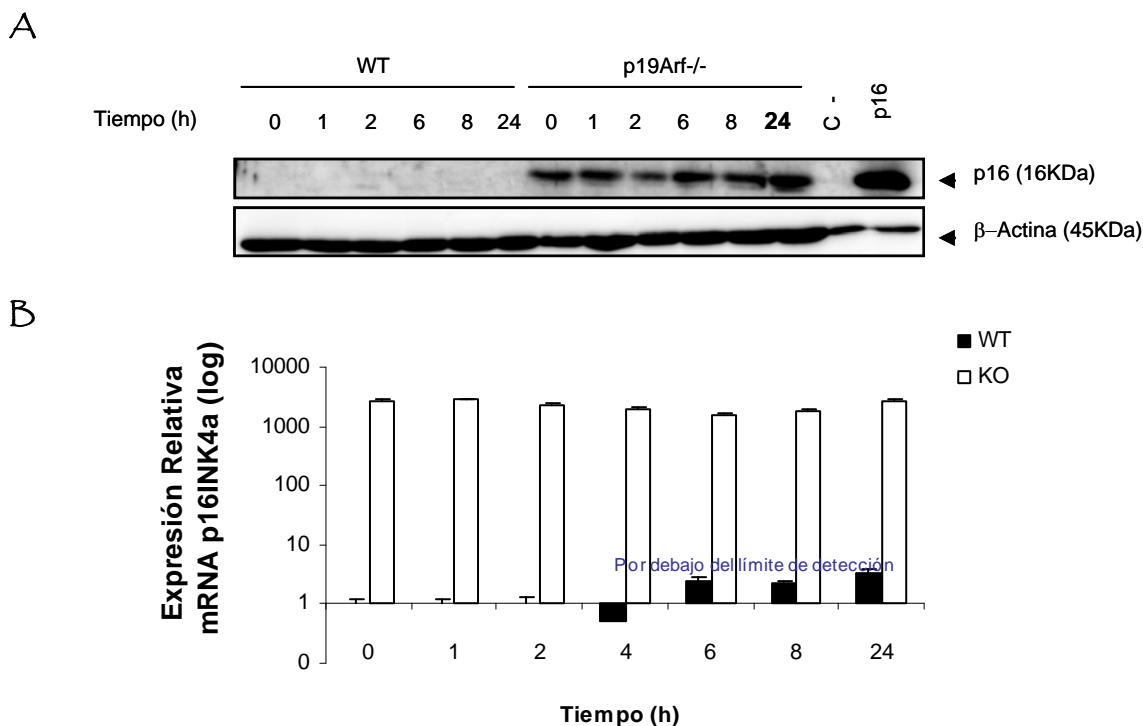 A
WT p19Arf-/-
Tiempo (h) 0 1 2 6 8 24 0 1 2 6 8 24 C - p16
p16 (16KDa)
β-Actina (45KDa)
B
Expresión Relativa
mRNA p16INK4a (log)
WT
KO
10000
1000
100
10
1
0
Por debajo del límite de detección
0 1 2 4 6 8 24
Tiempo (h)